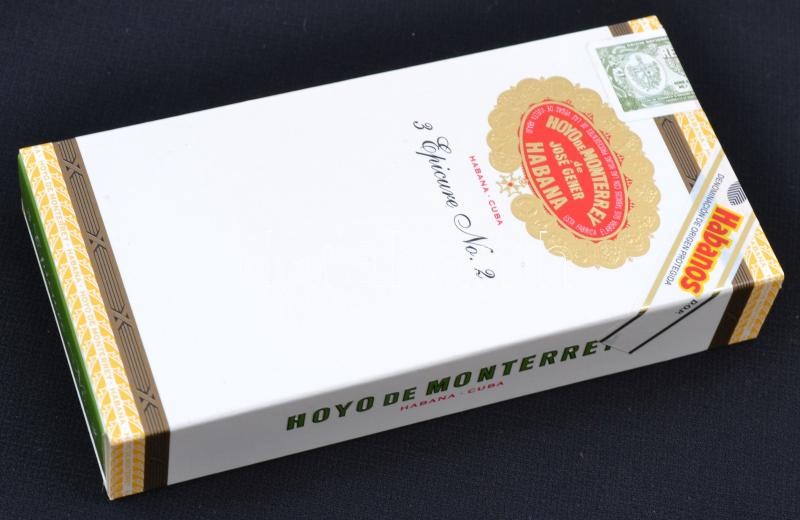 HOYO DE MONTERREY
de
JOSÉ GENER
HABANA
HABANA · CUBA
3 Epicure No. 2
Habanos
DENOMINACIÓN DE ORIGEN PROTEGIDA
D.O.P.
HOYO DE MONTERREY
HABANA · CUBA